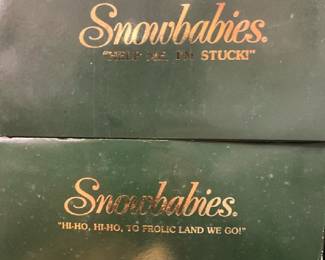 Snowbabies®
"HELP ME, I'M STUCK!"
Snowbabies®
"HI-HO, HI-HO, TO FROLIC LAND WE GO!"